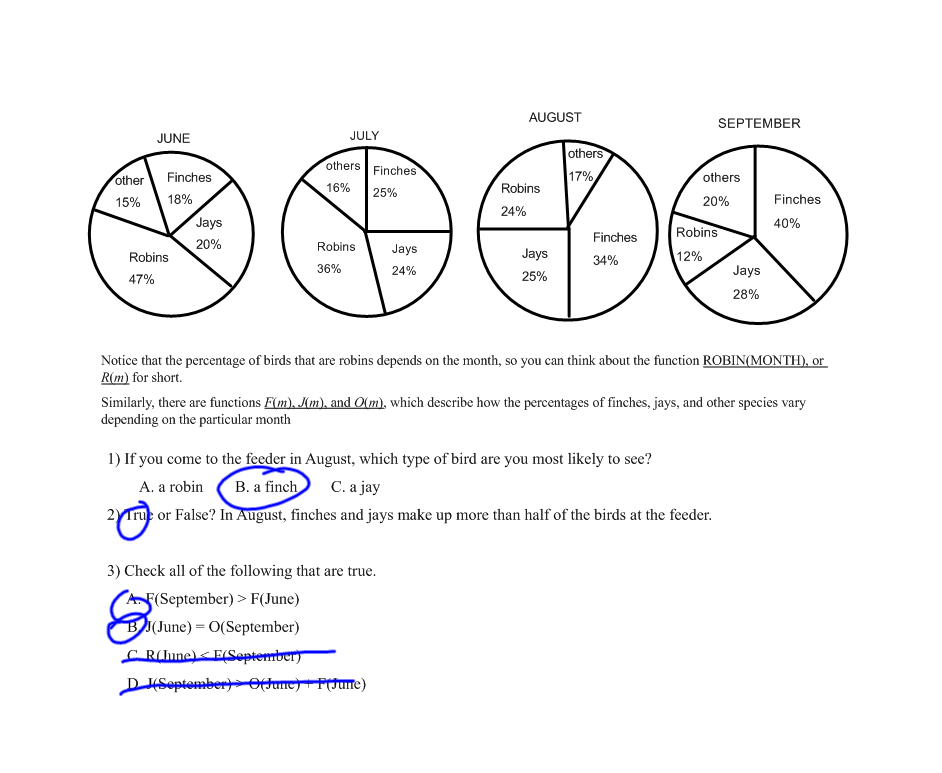 JUNE
other
15%
Finches
18%
Jays
20%
Robins
47%
JULY
others
16%
Finches
25%
Robins
36%
Jays
24%
AUGUST
others
17%
Robins
24%
Finches
34%
Jays
25%
SEPTEMBER
others
20%
Finches
40%
Robins
12%
Jays
28%
Notice that the percentage of birds that are robins depends on the month, so you can think about the function ROBIN(MONTH), or
R(m) for short.
Similarly, there are functions F(m), J(m), and O(m), which describe how the percentages of finches, jays, and other species vary
depending on the particular month
1) If you come to the feeder in August, which type of bird are you most likely to see?
A. a robin B. a finch C. a jay
2) True or False? In August, finches and jays make up more than half of the birds at the feeder.
3) Check all of the following that are true.
A. F(September) > F(June)
B. J(June) = O(September)
C. R(June) < F(September)
D. J(September) > O(June) + F(June)